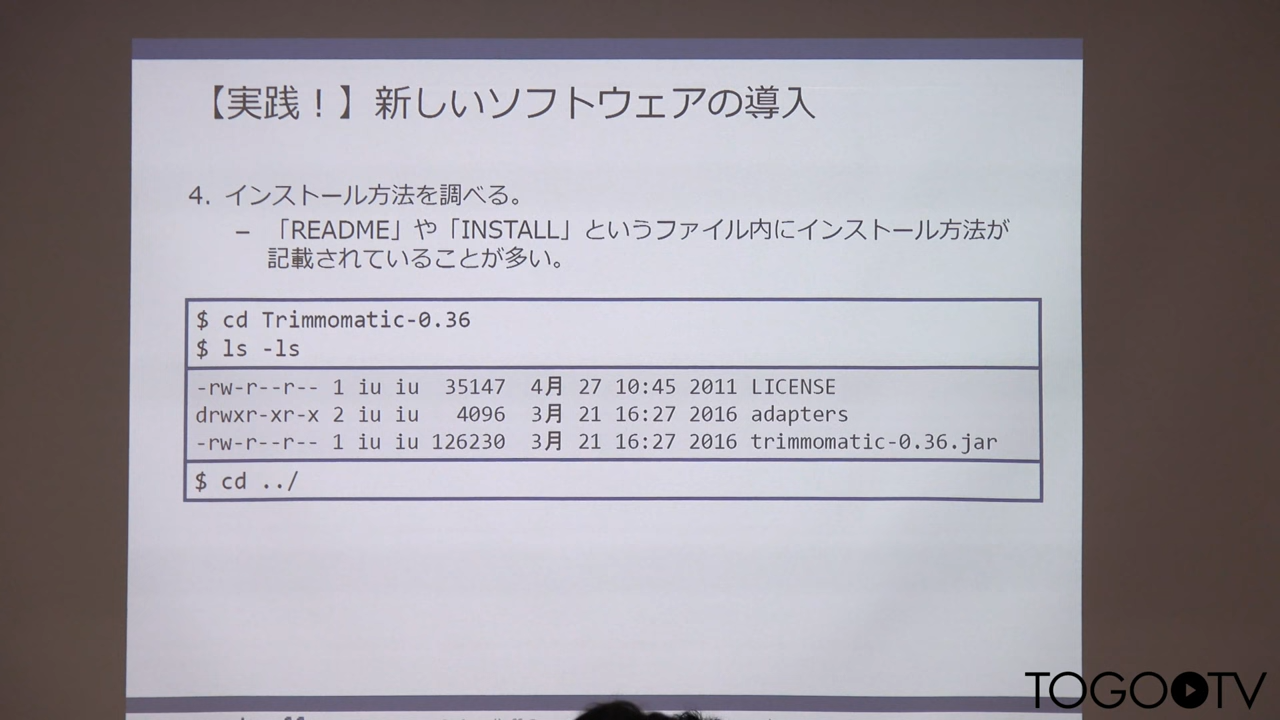 【実践！】新しいソフトウェアの導入
4. インストール方法を調べる。
– 「README」や「INSTALL」というファイル内にインストール方法が
記載されていることが多い。
$ cd Trimmomatic-0.36
$ ls -ls
-rw-r--r-- 1 iu iu  35147  4月 27 10:45 2011 LICENSE
drwxr-xr-x 2 iu iu   4096  3月 21 16:27 2016 adapters
-rw-r--r-- 1 iu iu 126230  3月 21 16:27 2016 trimmomatic-0.36.jar
$ cd ../
TOGOTV